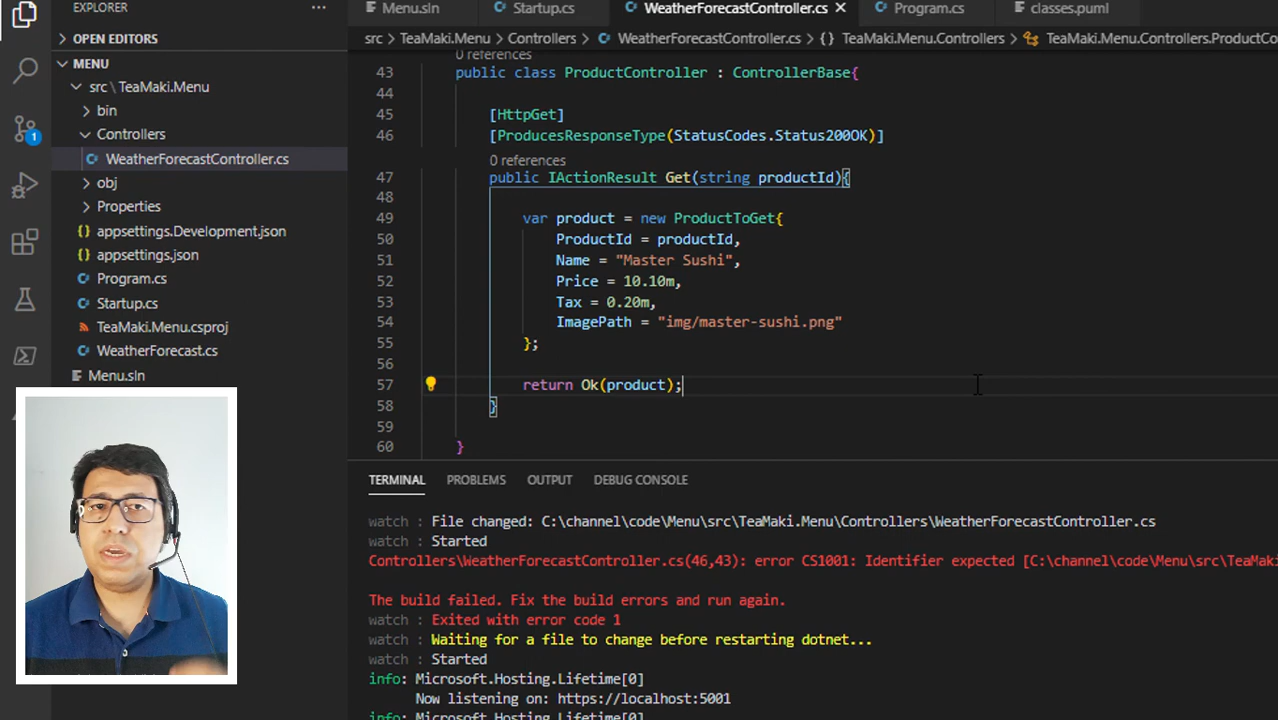 EXPLORER
OPEN EDITORS
MENU
src \ TeaMaki.Menu
bin
Controllers
WeatherForecastController.cs
obj
Properties
appsettings.Development.json
appsettings.json
Program.cs
Startup.cs
TeaMaki.Menu.csproj
WeatherForecast.cs
Menu.sln
1
Menu.sln Startup.cs WeatherForecastController.cs Program.cs classes.puml
src > TeaMaki.Menu > Controllers > WeatherForecastController.cs > {} TeaMaki.Menu.Controllers > TeaMaki.Menu.Controllers.ProductCo
0 references
43 public class ProductController : ControllerBase{
44
45 [HttpGet]
46 [ProducesResponseType(StatusCodes.Status200OK)]
0 references
47 public IActionResult Get(string productId){
48
49 var product = new ProductToGet{
50 ProductId = productId,
51 Name = "Master Sushi",
52 Price = 10.10m,
53 Tax = 0.20m,
54 ImagePath = "img/master-sushi.png"
55 };
56
57 return Ok(product);
58 }
59
60 }
TERMINAL PROBLEMS OUTPUT DEBUG CONSOLE
watch : File changed: C:\channel\code\Menu\src\TeaMaki.Menu\Controllers\WeatherForecastController.cs
watch : Started
Controllers\WeatherForecastController.cs(46,43): error CS1001: Identifier expected [C:\channel\code\Menu\src\TeaMaki
The build failed. Fix the build errors and run again.
watch : Exited with error code 1
watch : Waiting for a file to change before restarting dotnet...
watch : Started
info: Microsoft.Hosting.Lifetime[0]
Now listening on: https://localhost:5001
info: Microsoft.Hosting.Lifetime[0]